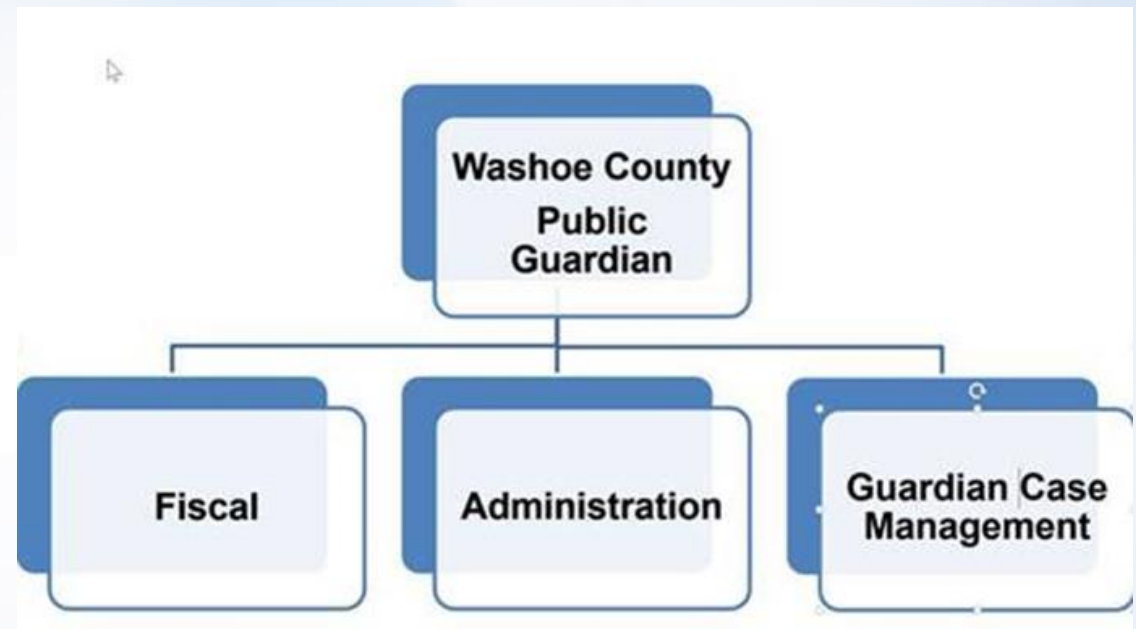 Washoe County
Public
Guardian
Fiscal
Administration
Guardian Case
Management